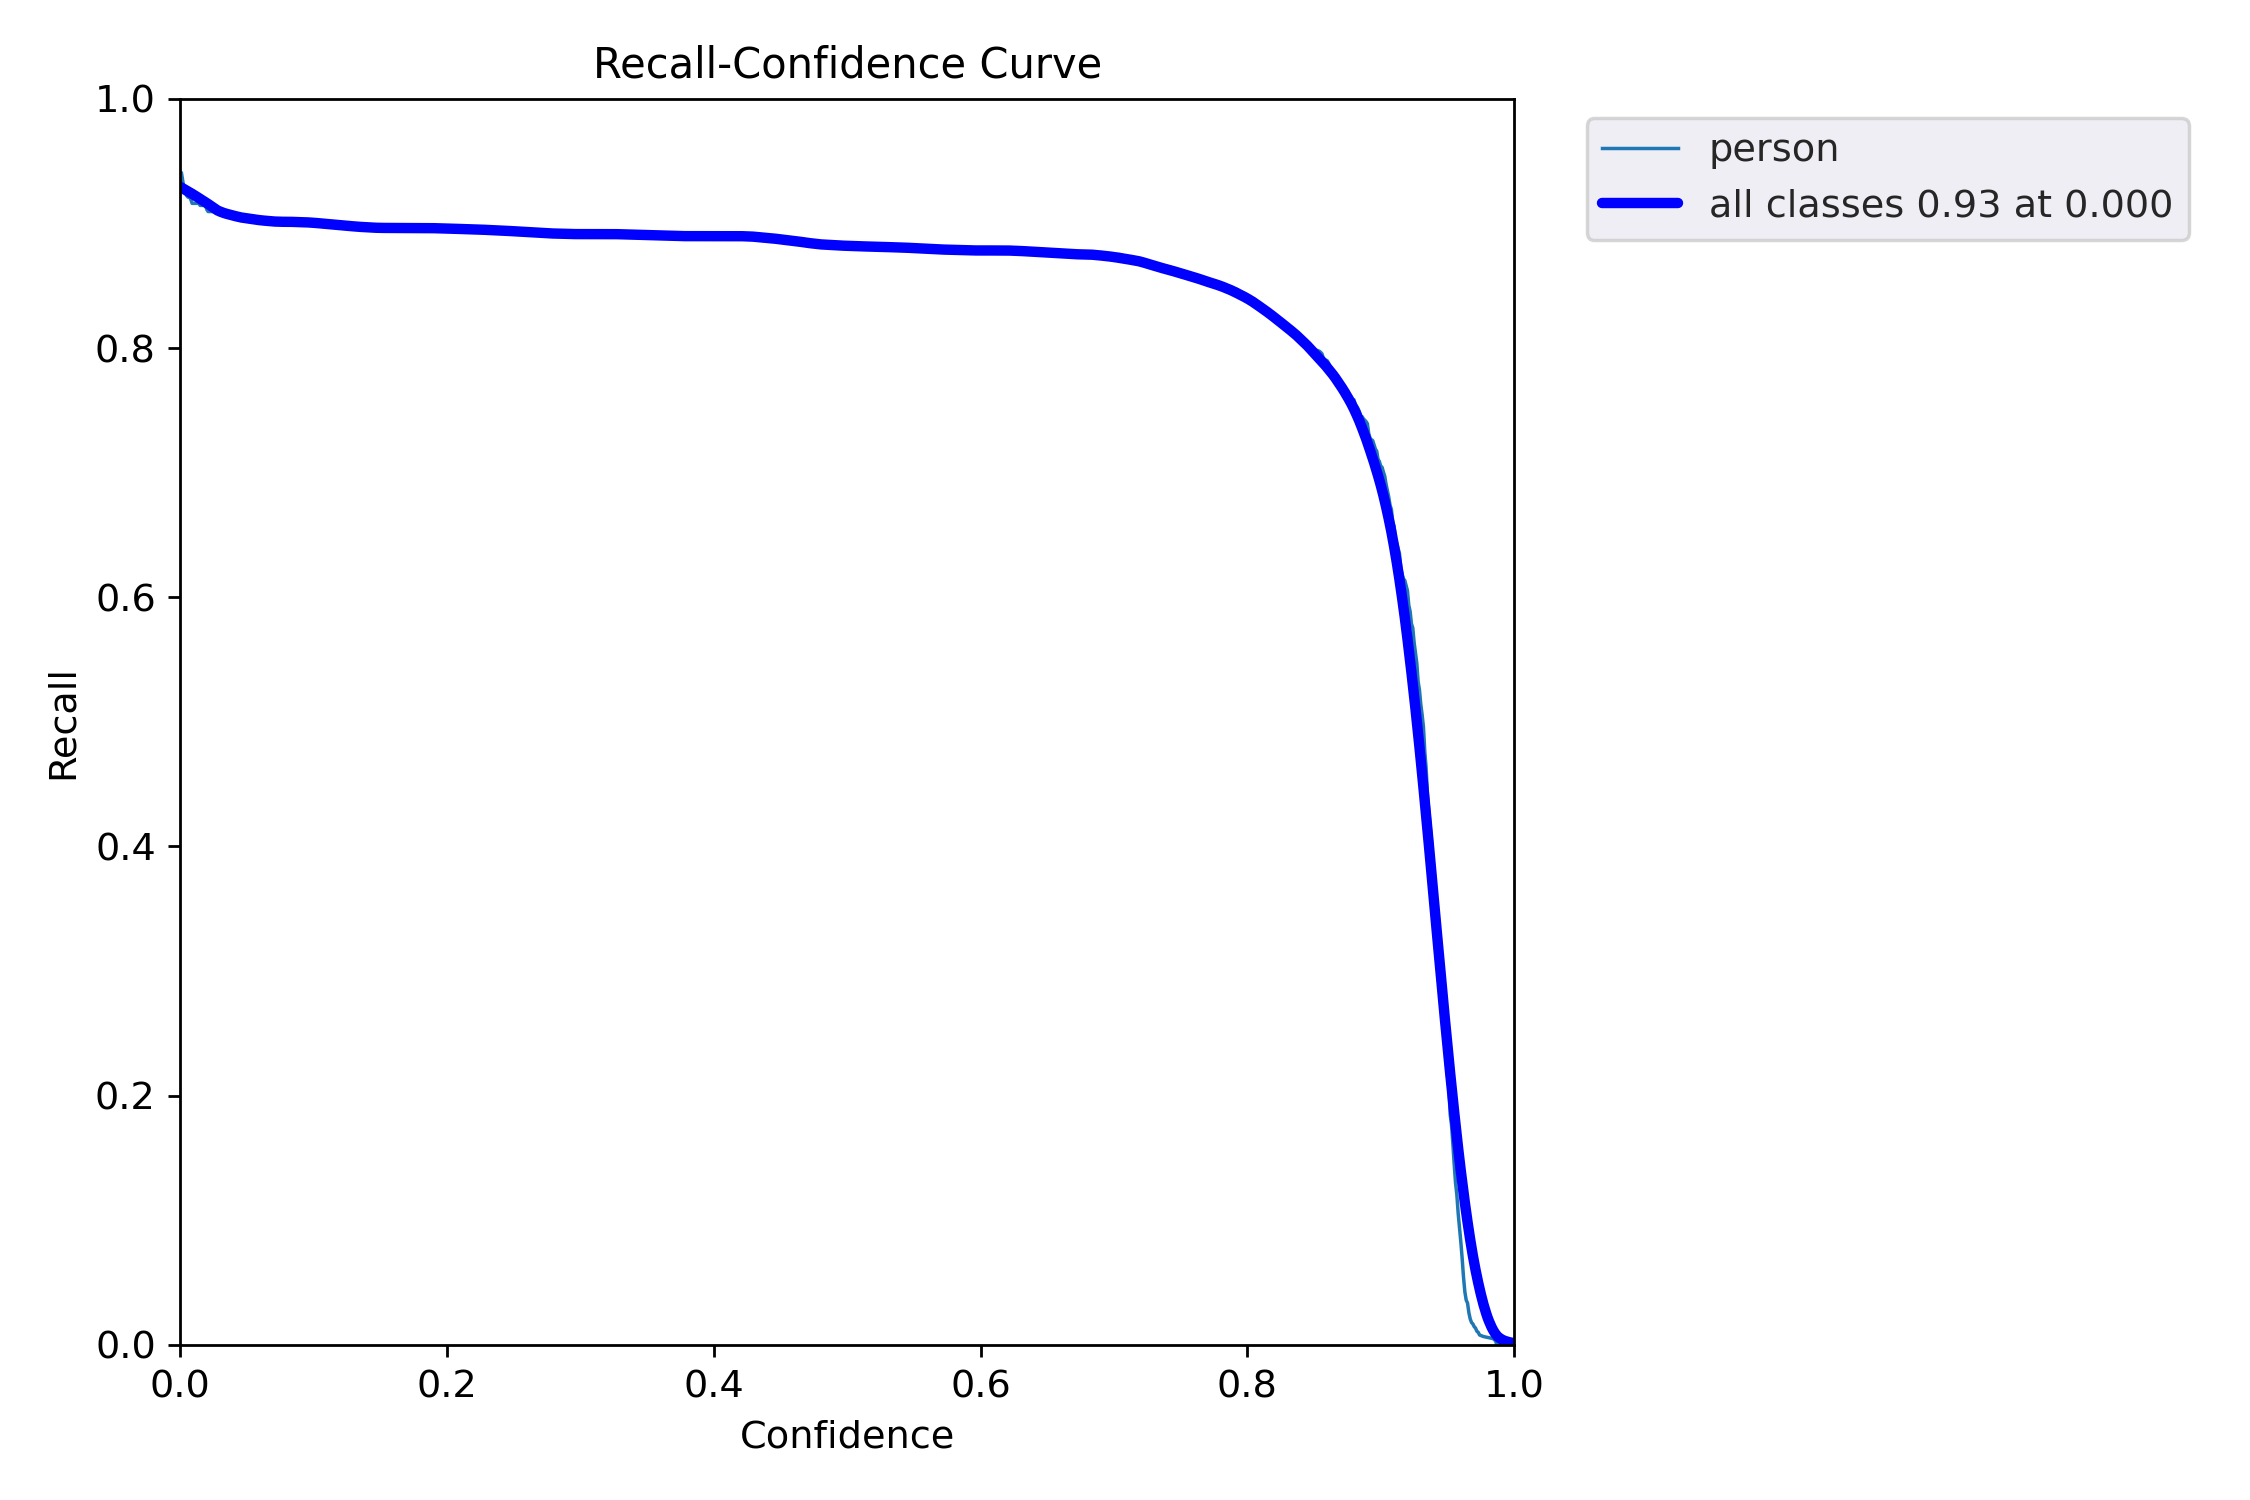 Recall-Confidence Curve
1.0
0.8
0.6
0.4
0.2
0.0
Recall
0.0 0.2 0.4 0.6 0.8 1.0
Confidence
person
all classes 0.93 at 0.000